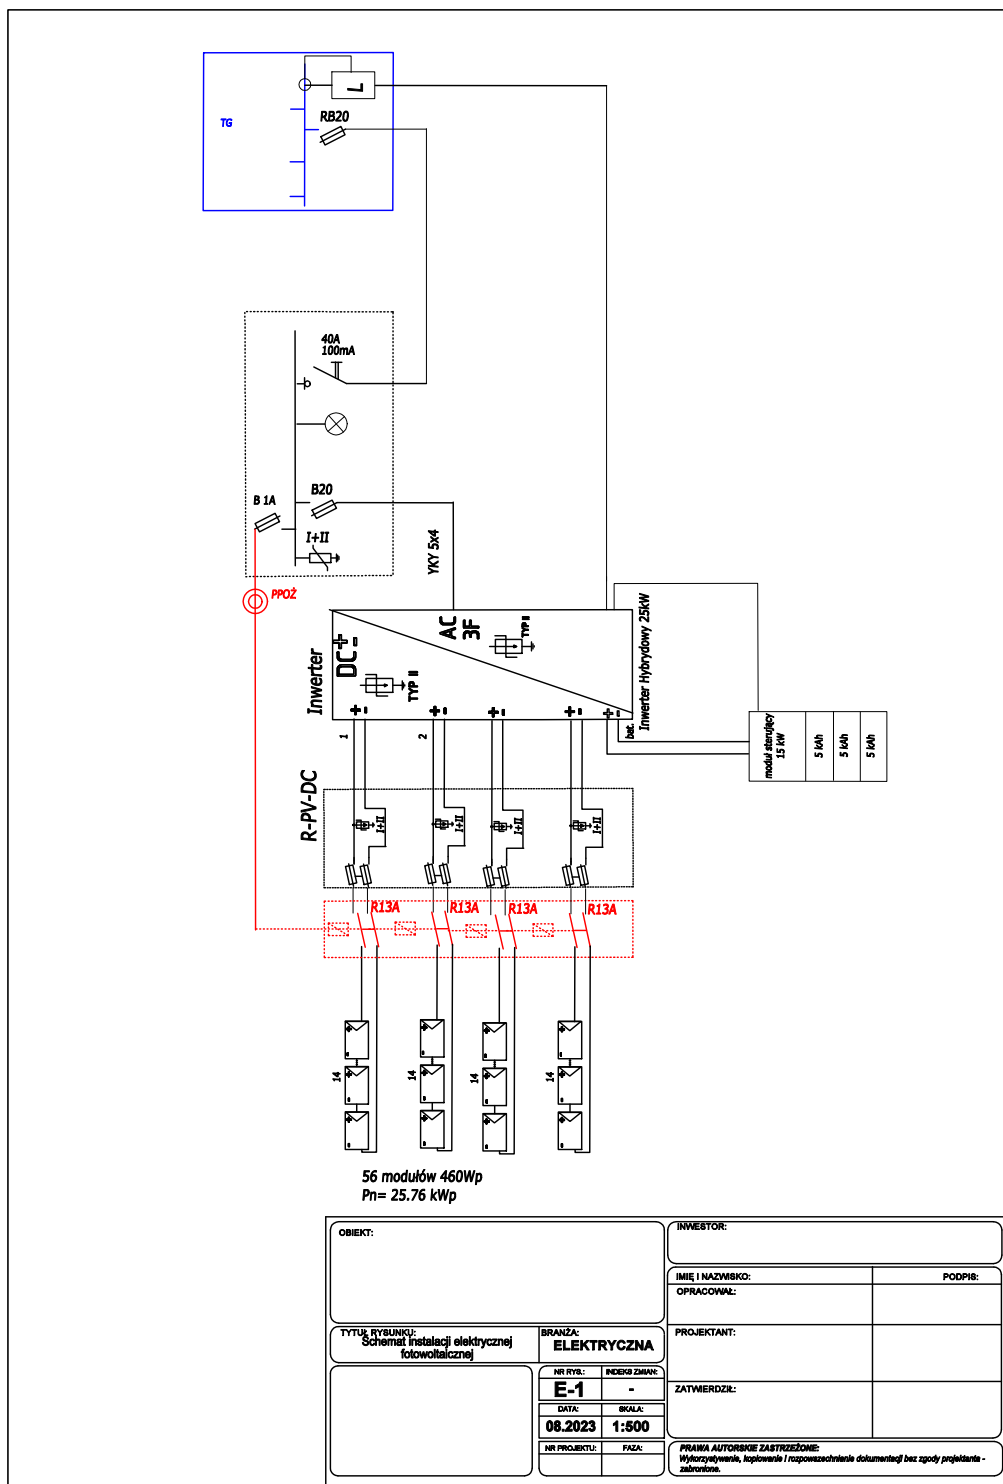 L
TG
RB20
40A
100mA
B 1A
B20
I+II
YKY 5x4
PPOŻ
Inwerter
DC
+ -
TYP II
AC
3F
TYP II
Inwerter Hybrydowy 25kW
+ -
+ -
+ -
+ -
+ -
bat.
1
2
moduł sterujący
15 kW
5 kAh
5 kAh
5 kAh
R-PV-DC
I+II
I+II
I+II
I+II
R13A
R13A
R13A
R13A
14
14
14
14
56 modułów 460Wp
Pn= 25.76 kWp
OBIEKT:
INWESTOR:
IMIĘ I NAZWISKO:
PODPIS:
OPRACOWAŁ:
TYTUŁ RYSUNKU:
Schemat instalacji elektrycznej
fotowoltaicznej
BRANŻA:
ELEKTRYCZNA
PROJEKTANT:
NR RYS.:
INDEKS ZMIAN:
E-1
-
DATA:
SKALA:
08.2023
1:500
ZATWIERDZIŁ:
NR PROJEKTU:
FAZA:
PRAWA AUTORSKIE ZASTRZEŻONE:
Wykorzystywanie, kopiowanie i rozpowszechnianie dokumentacji bez zgody projektanta -
zabronione.